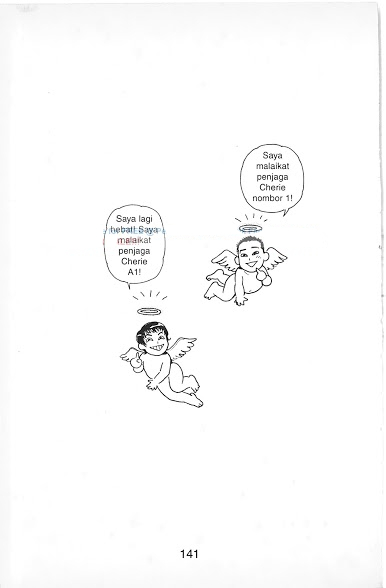 Saya
malaikat
penjaga
Cherie
nombor 1!
Saya lagi
hebat! Saya
malaikat
penjaga
Cherie
A1!
141